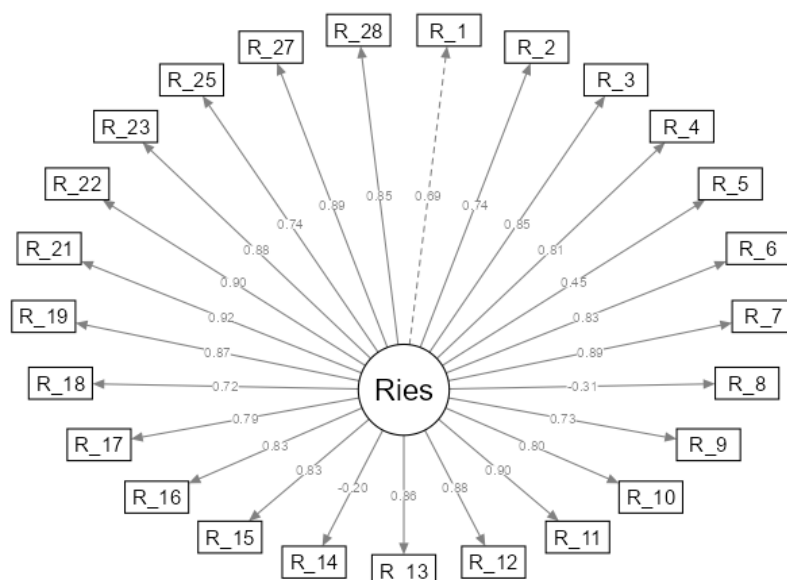 R_28
R_1
R_27
R_2
R_25
R_3
R_23
R_4
R_22
R_5
R_21
R_6
R_19
R_7
R_18
R_8
R_17
R_9
R_16
R_10
R_15
R_11
R_14
R_12
R_13
Ries
0.85
0.69
0.74
0.89
0.85
0.74
0.81
0.88
0.45
0.90
0.83
0.92
0.89
0.87
-0.31
0.72
0.73
0.79
0.80
0.83
0.90
0.83
0.88
-0.20
0.86